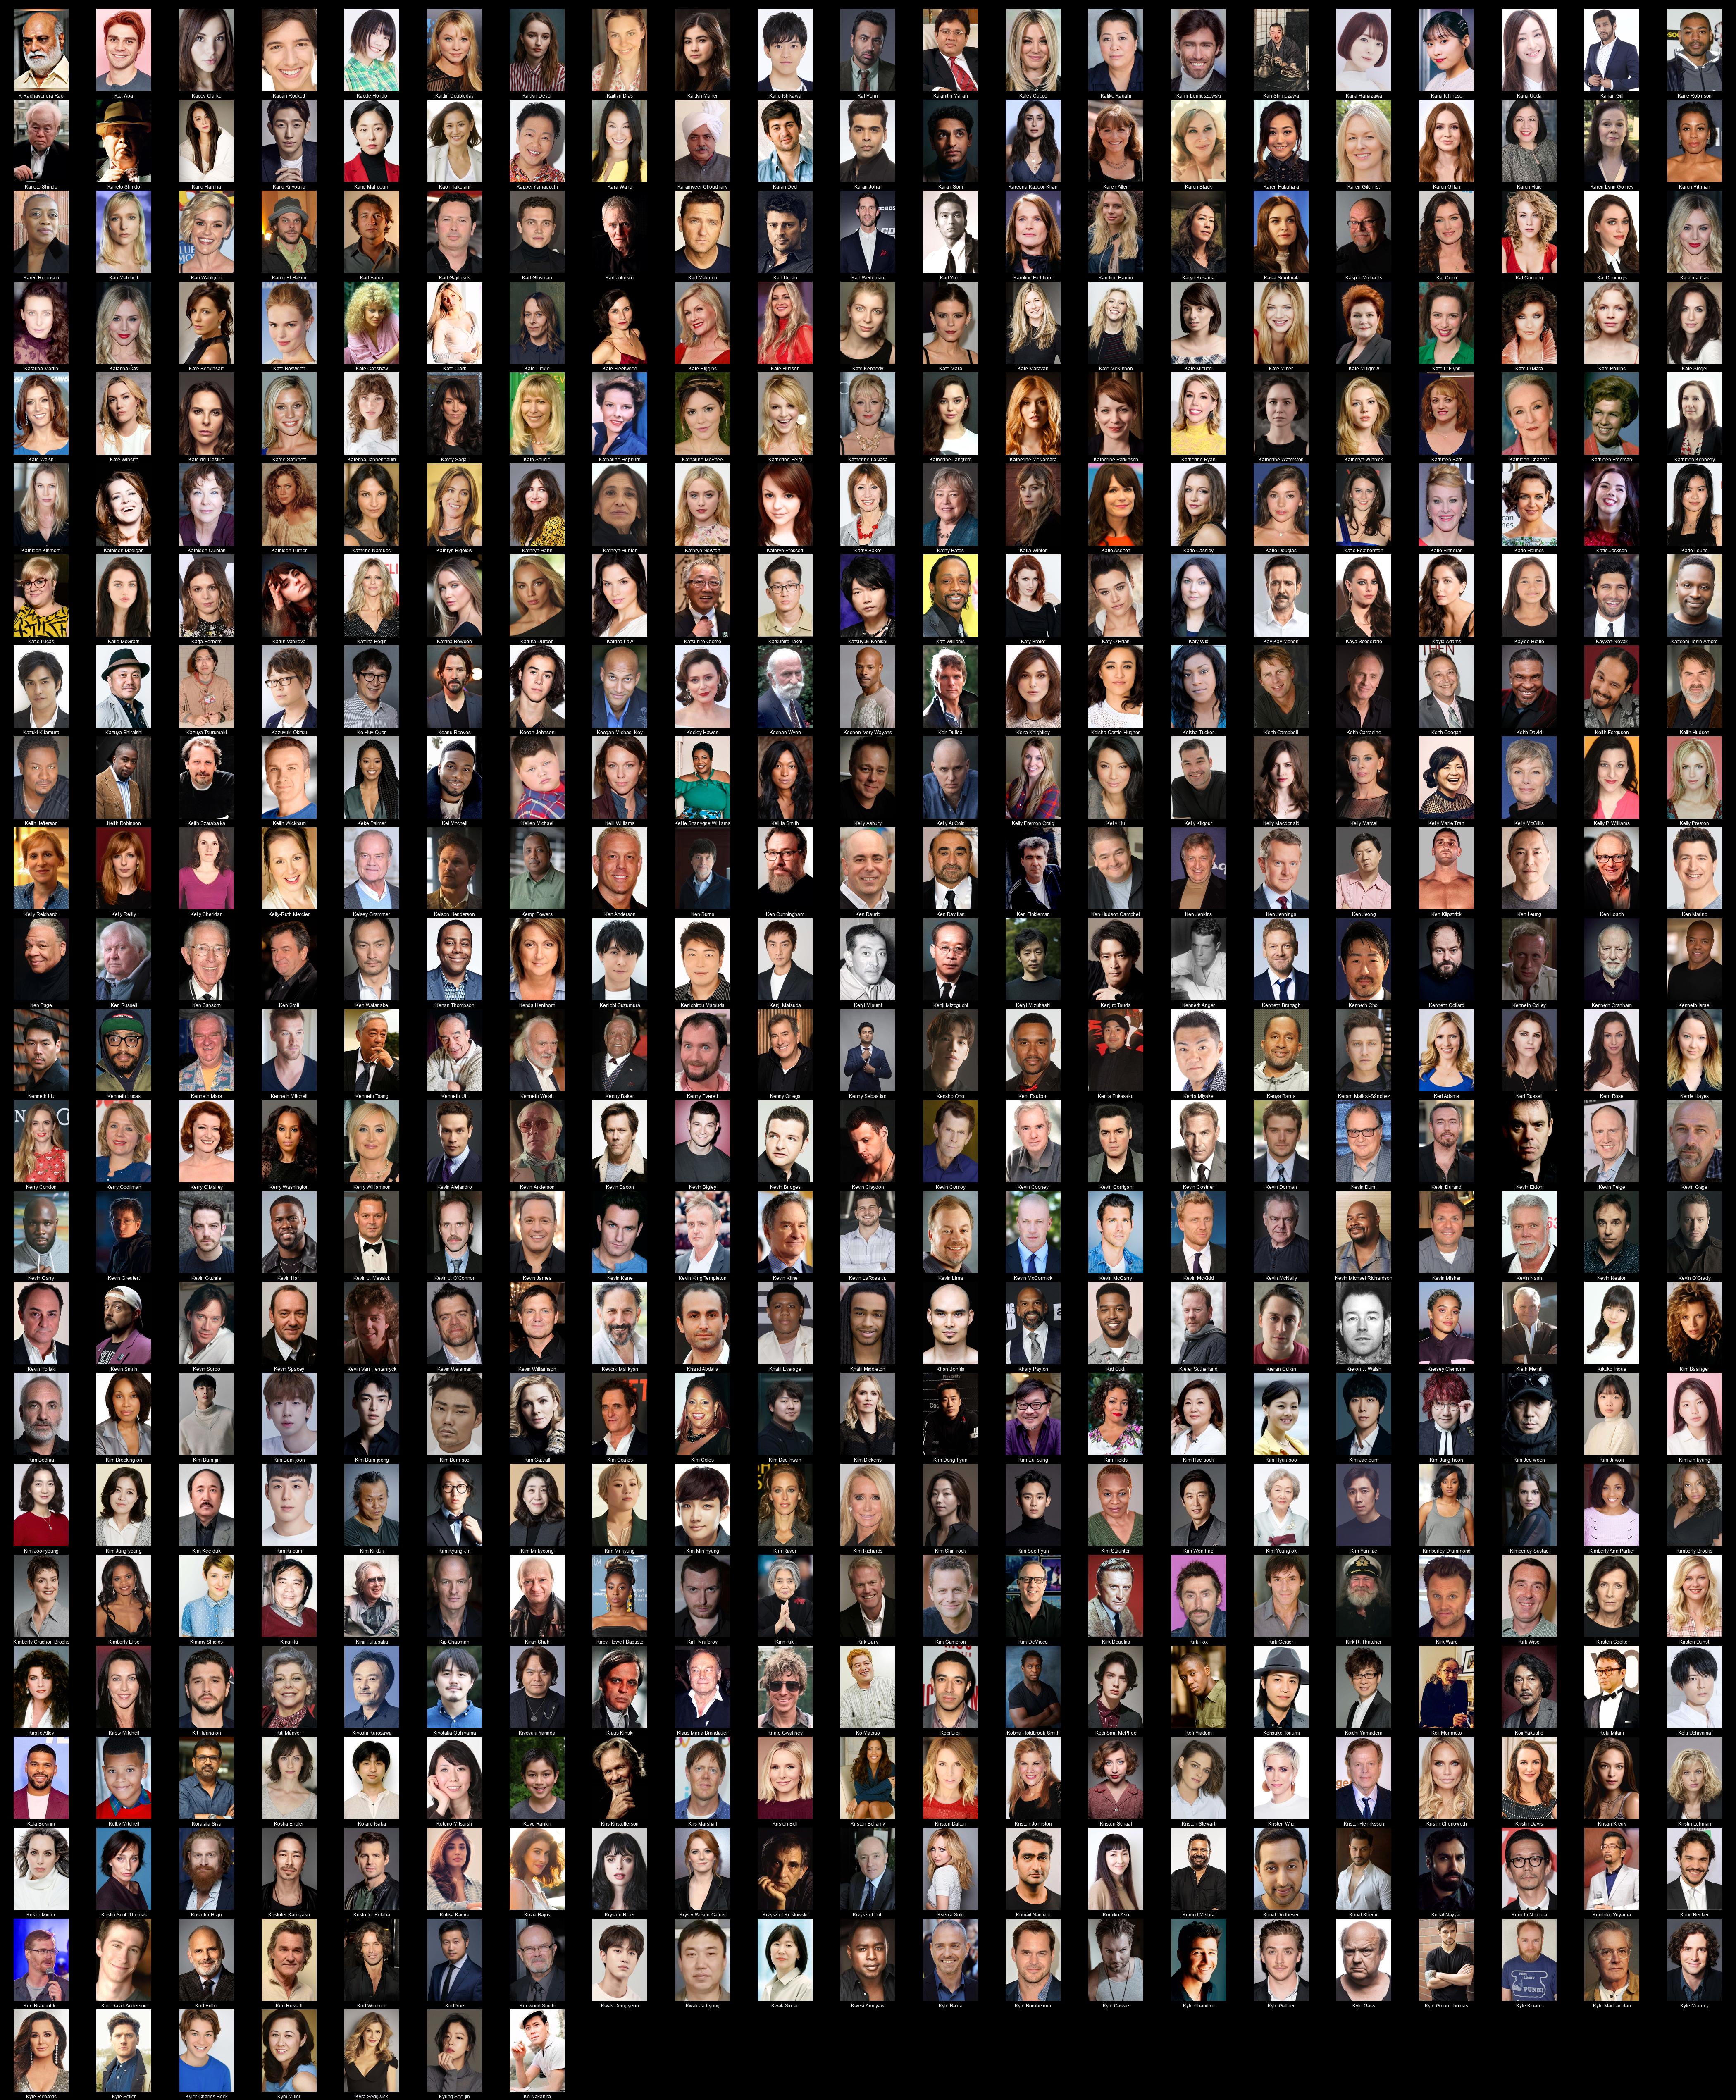 K Raghavendra Rao K.J. Apa Kacey Clarke Kadan Rockett Kaede Hondo Kaitlin Doubleday Kaitlyn Dever Kaitlyn Dias Kaitlyn Maher Kaito Ishikawa Kal Penn Kalanithi Maran Kaley Cuoco Kaliko Kauahi Kamil Lemieszewski Kan Shimozawa Kana Hanazawa Kana Ichinose Kana Ueda Kanan Gill Kane Robinson
Kaneto Shindo Kaneto Shindō Kang Han-na Kang Ki-young Kang Mal-geum Kaori Taketani Kappei Yamaguchi Kara Wang Karamveer Choudhary Karan Deol Karan Johar Karan Soni Kareena Kapoor Khan Karen Allen Karen Black Karen Fukuhara Karen Gilchrist Karen Gillan Karen Huie Karen Lynn Gorney Karen Pittman
Karen Robinson Kari Matchett Kari Wahlgren Karim El Hakim Karl Farrer Karl Gajdusek Karl Glusman Karl Johnson Karl Makinen Karl Urban Karl Werleman Karl Yune Karoline Eichhorn Karoline Hamm Karyn Kusama Kasia Smutniak Kasper Michaels Kat Coiro Kat Cunning Kat Dennings Katarina Cas
Katarina Martin Katarina Čas Kate Beckinsale Kate Bosworth Kate Capshaw Kate Clark Kate Dickie Kate Fleetwood Kate Higgins Kate Hudson Kate Kennedy Kate Mara Kate Maravan Kate McKinnon Kate Micucci Kate Miner Kate Mulgrew Kate O'Flynn Kate O'Mara Kate Phillips Kate Siegel
Kate Walsh Kate Winslet Kate del Castillo Katee Sackhoff Katerina Tannenbaum Katey Sagal Kath Soucie Katharine Hepburn Katharine McPhee Katherine Heigl Katherine LaNasa Katherine Langford Katherine McNamara Katherine Parkinson Katherine Ryan Katherine Waterston Katheryn Winnick Kathleen Barr Kathleen Chalfant Kathleen Freeman Kathleen Kennedy
Kathleen Kinmont Kathleen Madigan Kathleen Quinlan Kathleen Turner Kathrine Narducci Kathryn Bigelow Kathryn Hahn Kathryn Hunter Kathryn Newton Kathryn Prescott Kathy Baker Kathy Bates Katia Winter Katie Aselton Katie Cassidy Katie Douglas Katie Featherston Katie Finneran Katie Holmes Katie Jackson Katie Leung
Katie Lucas Katie McGrath Katja Herbers Katrin Vankova Katrina Begin Katrina Bowden Katrina Durden Katrina Law Katsuhiro Otomo Katsuhiro Takei Katsuyuki Konishi Katt Williams Katy Breier Katy O'Brian Katy Wix Kay Kay Menon Kaya Scodelario Kayla Adams Kaylee Hottle Kayvan Novak Kazeem Tosin Amore
Kazuki Kitamura Kazuya Shiraishi Kazuya Tsurumaki Kazuyuki Okitsu Ke Huy Quan Keanu Reeves Keean Johnson Keegan-Michael Key Keeley Hawes Keenan Wynn Keenen Ivory Wayans Keir Dullea Keira Knightley Keisha Castle-Hughes Keisha Tucker Keith Campbell Keith Carradine Keith Coogan Keith David Keith Ferguson Keith Hudson
Keith Jefferson Keith Robinson Keith Szarabajka Keith Wickham Keke Palmer Kel Mitchell Kellen Michael Kelli Williams Kellie Shanygne Williams Kellita Smith Kelly Asbury Kelly AuCoin Kelly Fremon Craig Kelly Hu Kelly Kilgour Kelly Macdonald Kelly Marcel Kelly Marie Tran Kelly McGillis Kelly P. Williams Kelly Preston
Kelly Reichardt Kelly Reilly Kelly Sheridan Kelly-Ruth Mercier Kelsey Grammer Kelson Henderson Kemp Powers Ken Anderson Ken Burns Ken Cunningham Ken Daurio Ken Davitian Ken Finkleman Ken Hudson Campbell Ken Jenkins Ken Jennings Ken Jeong Ken Kilpatrick Ken Leung Ken Loach Ken Marino
Ken Page Ken Russell Ken Sansom Ken Stott Ken Watanabe Kenan Thompson Kenda Henthorn Kenichi Suzumura Kenichirou Matsuda Kenji Matsuda Kenji Misumi Kenji Mizoguchi Kenji Mizuhashi Kenjiro Tsuda Kenneth Anger Kenneth Branagh Kenneth Choi Kenneth Collard Kenneth Colley Kenneth Cranham Kenneth Israel
Kenneth Liu Kenneth Lucas Kenneth Mars Kenneth Mitchell Kenneth Tsang Kenneth Utt Kenneth Welsh Kenny Baker Kenny Everett Kenny Ortega Kenny Sebastian Kensho Ono Kent Faulcon Kenta Fukasaku Kenta Miyake Kenya Barris Keram Malicki-Sánchez Keri Adams Keri Russell Kerri Rose Kerrie Hayes
Kerry Condon Kerry Godliman Kerry O'Malley Kerry Washington Kerry Williamson Kevin Alejandro Kevin Anderson Kevin Bacon Kevin Bigley Kevin Bridges Kevin Claydon Kevin Conroy Kevin Cooney Kevin Corrigan Kevin Costner Kevin Dorman Kevin Dunn Kevin Durand Kevin Eldon Kevin Feige Kevin Gage
Kevin Garry Kevin Greutert Kevin Guthrie Kevin Hart Kevin J. Messick Kevin J. O'Connor Kevin James Kevin Kane Kevin King Templeton Kevin Kline Kevin LaRosa Jr. Kevin Lima Kevin McCormick Kevin McGarry Kevin McKidd Kevin McNally Kevin Michael Richardson Kevin Misher Kevin Nash Kevin Nealon Kevin O'Grady
Kevin Pollak Kevin Smith Kevin Sorbo Kevin Spacey Kevin Van Hentenryck Kevin Weisman Kevin Williamson Kevork Malikyan Khalid Abdalla Khalil Everage Khalil Middleton Khan Bonfils Khary Payton Kid Cudi Kiefer Sutherland Kieran Culkin Kieron J. Walsh Kiersey Clemons Kieth Merrill Kikuko Inoue Kim Basinger
Kim Bodnia Kim Brockington Kim Bum-jin Kim Bum-joon Kim Bum-joong Kim Bum-soo Kim Cattrall Kim Coates Kim Coles Kim Dae-hwan Kim Dickens Kim Dong-hyun Kim Eui-sung Kim Fields Kim Hae-sook Kim Hyun-soo Kim Jae-bum Kim Jang-hoon Kim Jee-woon Kim Ji-won Kim Jin-kyung
Kim Joo-ryoung Kim Jung-young Kim Kee-duk Kim Ki-bum Kim Ki-duk Kim Kyung-Jin Kim Mi-kyeong Kim Mi-kyung Kim Min-hyung Kim Raver Kim Richards Kim Shin-rock Kim Soo-hyun Kim Staunton Kim Won-hae Kim Young-ok Kim Yun-tae Kimberley Drummond Kimberley Sustad Kimberly Ann Parker Kimberly Brooks
Kimberly Cruchon Brooks Kimberly Elise Kimmy Shields King Hu Kinji Fukasaku Kip Chapman Kiran Shah Kirby Howell-Baptiste Kirill Nikiforov Kirin Kiki Kirk Baily Kirk Cameron Kirk DeMicco Kirk Douglas Kirk Fox Kirk Geiger Kirk R. Thatcher Kirk Ward Kirk Wise Kirsten Cooke Kirsten Dunst
Kirstie Alley Kirsty Mitchell Kit Harington Kiti Mánver Kiyoshi Kurosawa Kiyotaka Oshiyama Kiyoyuki Yanada Klaus Kinski Klaus Maria Brandauer Knate Gwaltney Ko Matsuo Kobi Libii Kobna Holdbrook-Smith Kodi Smit-McPhee Kofi Yiadom Kohsuke Toriumi Koichi Yamadera Koji Morimoto Koji Yakusho Koki Mitani Koki Uchiyama
Kola Bokinni Kolby Mitchell Koratala Siva Kosha Engler Kotaro Isaka Kotono Mitsuishi Koyu Rankin Kris Kristofferson Kris Marshall Kristen Bell Kristen Bellamy Kristen Dalton Kristen Johnston Kristen Schaal Kristen Stewart Kristen Wiig Krister Henriksson Kristin Chenoweth Kristin Davis Kristin Kreuk Kristin Lehman
Kristin Minter Kristin Scott Thomas Kristofer Hivju Kristofer Kamiyasu Kristoffer Polaha Kritika Kamra Krizia Bajos Krysten Ritter Krysty Wilson-Cairns Krzysztof Kieślowski Krzysztof Luft Ksenia Solo Kumail Nanjiani Kumiko Aso Kumud Mishra Kunal Dudheker Kunal Khemu Kunal Nayyar Kunichi Nomura Kunihiko Yuyama Kuno Becker
Kurt Braunohler Kurt David Anderson Kurt Fuller Kurt Russell Kurt Wimmer Kurt Yue Kurtwood Smith Kwak Dong-yeon Kwak Ja-hyung Kwak Sin-ae Kwesi Ameyaw Kyle Balda Kyle Bornheimer Kyle Cassie Kyle Chandler Kyle Gallner Kyle Gass Kyle Glenn Thomas Kyle Kinane Kyle MacLachlan Kyle Mooney
Kyle Richards Kyle Soller Kyler Charles Beck Kym Miller Kyra Sedgwick Kyung Soo-jin Kō Nakahira